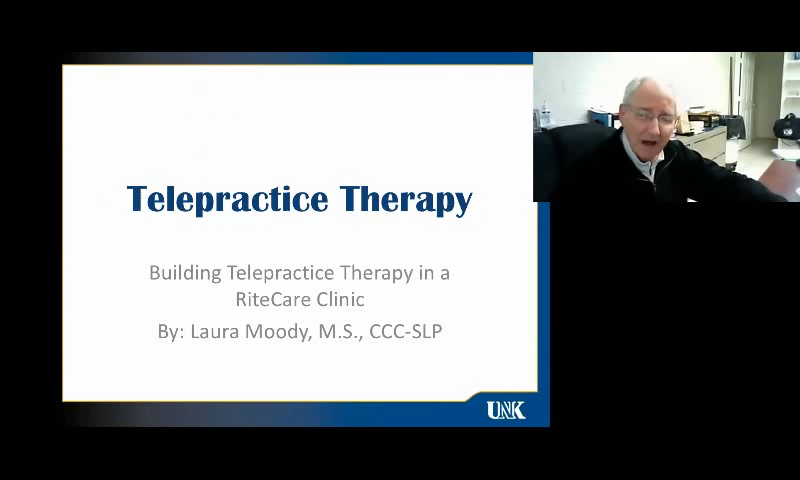 Telepractice Therapy
Building Telepractice Therapy in a
RiteCare Clinic
By: Laura Moody, M.S., CCC-SLP
UNK